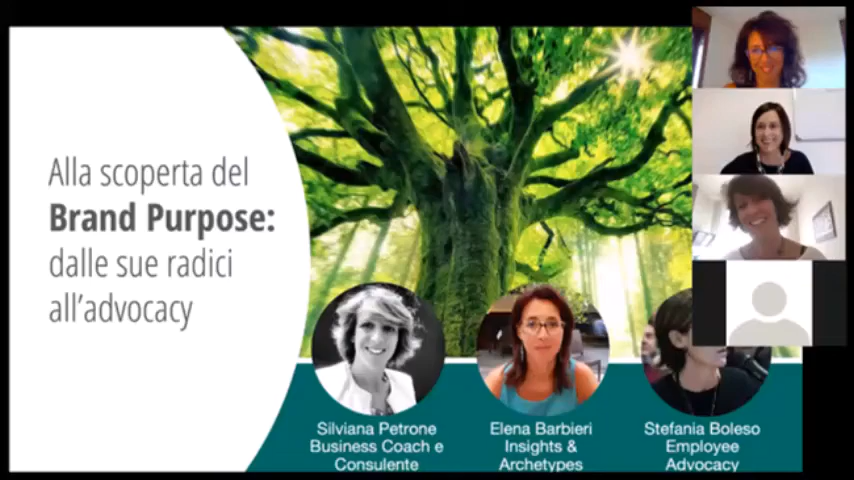 Alla scoperta del
Brand Purpose:
dalle sue radici
all'advocacy
Silviana Petrone
Business Coach e
Consulente
Elena Barbieri
Insights &
Archetypes
Stefania Boleso
Employee
Advocacy